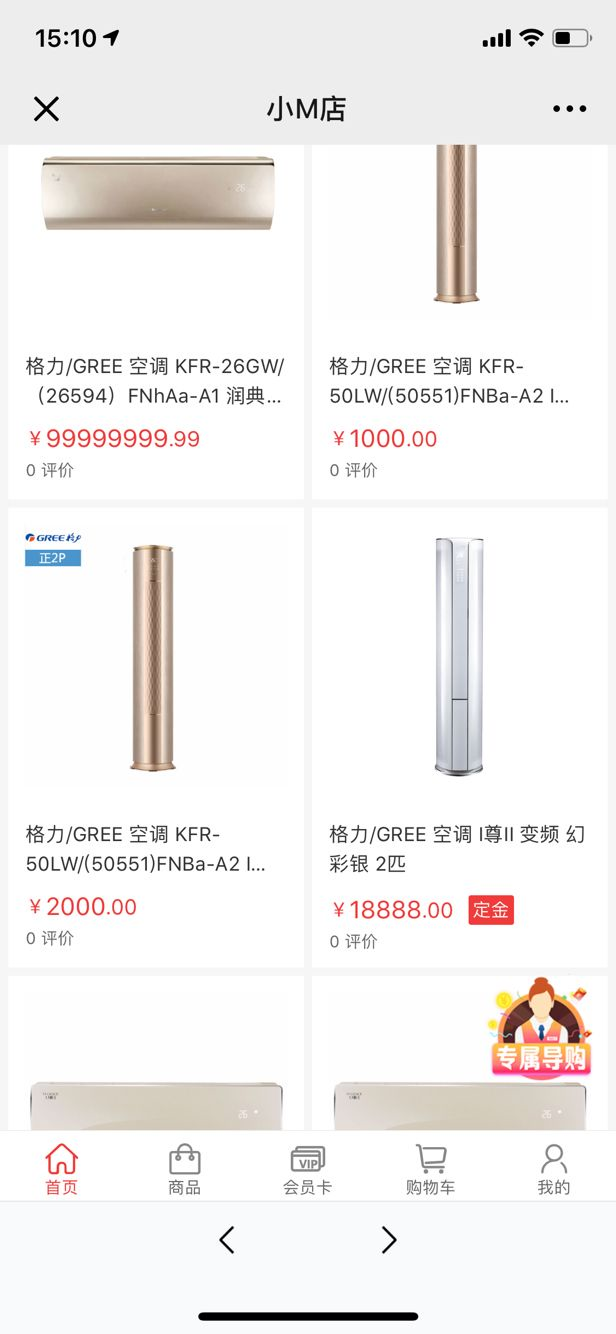 15:10
小M店
26
格力/GREE 空调 KFR-26GW/
（26594）FNhAa-A1 润典...
￥99999999.99
0 评价
格力/GREE 空调 KFR-
50LW/(50551)FNBa-A2 I...
￥1000.00
0 评价
GREE格力
正2P
格力/GREE 空调 KFR-
50LW/(50551)FNBa-A2 I...
￥2000.00
0 评价
格力/GREE 空调 I尊II 变频 幻
彩银 2匹
￥18888.00 定金
0 评价
26
26
专属导购
首页
商品
VIP
会员卡
购物车
我的